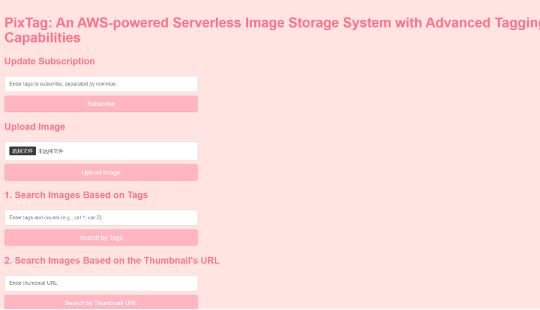 PixTag: An AWS-powered Serverless Image Storage System with Advanced Tagging
Capabilities
Update Subscription
Enter tags to subscribe, separated by commas
Subscribe
Upload Image
选择文件 未选择文件
Upload Image
1. Search Images Based on Tags
Enter tags and counts (e.g., cat:1, car:2)
Search by Tags
2. Search Images Based on the Thumbnail's URL
Enter thumbnail URL
Search by Thumbnail URL